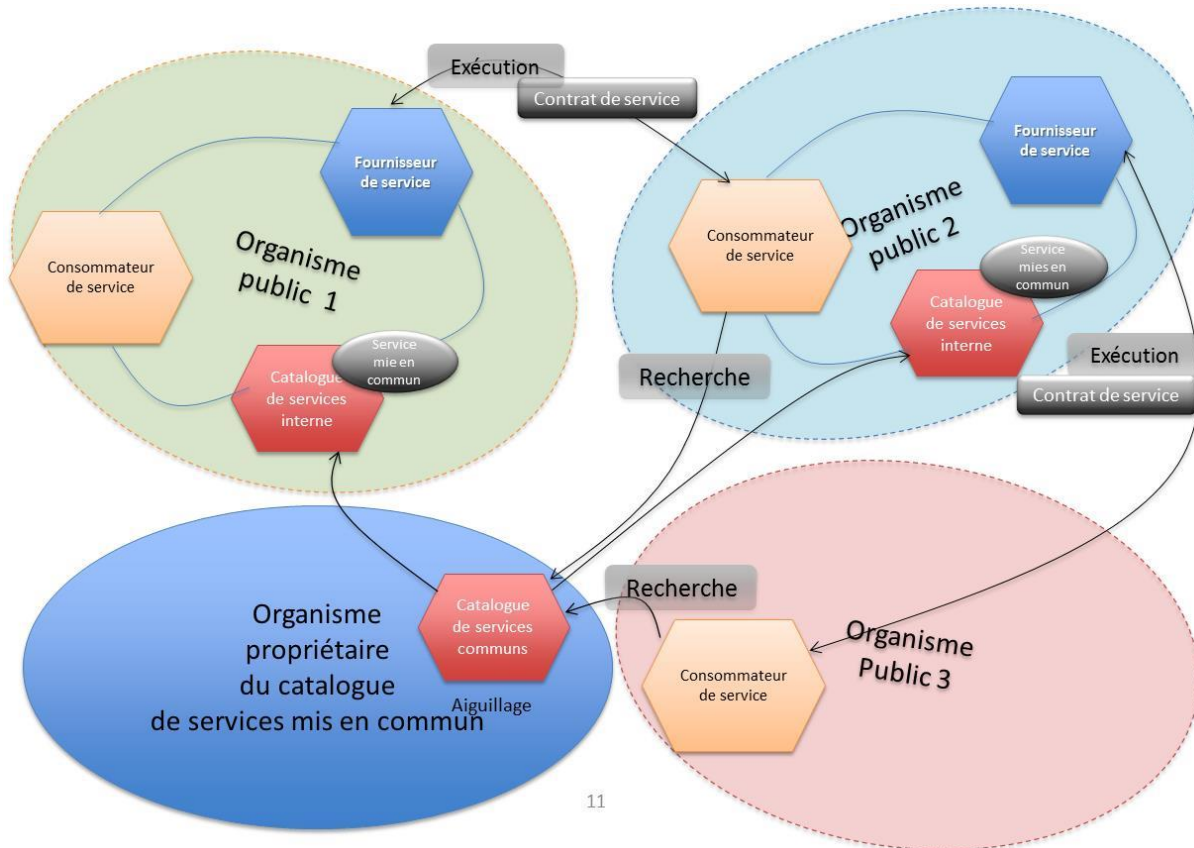 Exécution
Contrat de service
Fournisseur
de service
Consommateur
de service
Organisme
public 1
Service
mie en
commun
Catalogue
de services
interne
Fournisseur
de service
Consommateur
de service
Organisme
public 2
Service
mies en
commun
Catalogue
de services
interne
Exécution
Contrat de service
Recherche
Organisme
propriétaire
du catalogue
de services mis en commun
Catalogue
de services
communs
Aiguillage
Recherche
Consommateur
de service
Organisme
Public 3
11